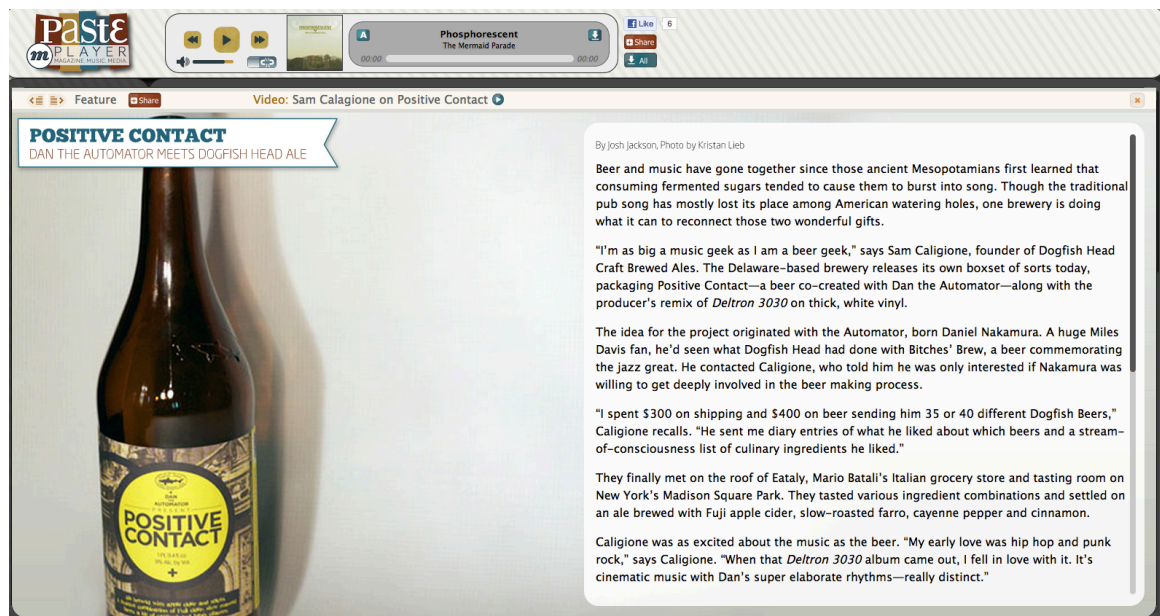 PASTE
m PLAYER
MAGAZINE. MUSIC. MEDIA.
A
Phosphorescent
The Mermaid Parade
00:00
00:00
Like 6
Share
All
Feature
Share
Video: Sam Calagione on Positive Contact
POSITIVE CONTACT
DAN THE AUTOMATOR MEETS DOGFISH HEAD ALE
DAN
THE
AUTOMATOR
PRESENT
POSITIVE
CONTACT
By Josh Jackson, Photo by Kristan Lieb
Beer and music have gone together since those ancient Mesopotamians first learned that
consuming fermented sugars tended to cause them to burst into song. Though the traditional
pub song has mostly lost its place among American watering holes, one brewery is doing
what it can to reconnect those two wonderful gifts.
“I’m as big a music geek as I am a beer geek,” says Sam Caligione, founder of Dogfish Head
Craft Brewed Ales. The Delaware-based brewery releases its own boxset of sorts today,
packaging Positive Contact—a beer co-created with Dan the Automator—along with the
producer’s remix of Deltron 3030 on thick, white vinyl.
The idea for the project originated with the Automator, born Daniel Nakamura. A huge Miles
Davis fan, he’d seen what Dogfish Head had done with Bitches’ Brew, a beer commemorating
the jazz great. He contacted Caligione, who told him he was only interested if Nakamura was
willing to get deeply involved in the beer making process.
“I spent $300 on shipping and $400 on beer sending him 35 or 40 different Dogfish Beers,”
Caligione recalls. “He sent me diary entries of what he liked about which beers and a stream-
of-consciousness list of culinary ingredients he liked.”
They finally met on the roof of Eataly, Mario Batali’s Italian grocery store and tasting room on
New York’s Madison Square Park. They tasted various ingredient combinations and settled on
an ale brewed with Fuji apple cider, slow-roasted farro, cayenne pepper and cinnamon.
Caligione was as excited about the music as the beer. “My early love was hip hop and punk
rock,” says Caligione. “When that Deltron 3030 album came out, I fell in love with it. It’s
cinematic music with Dan’s super elaborate rhythms—really distinct.”